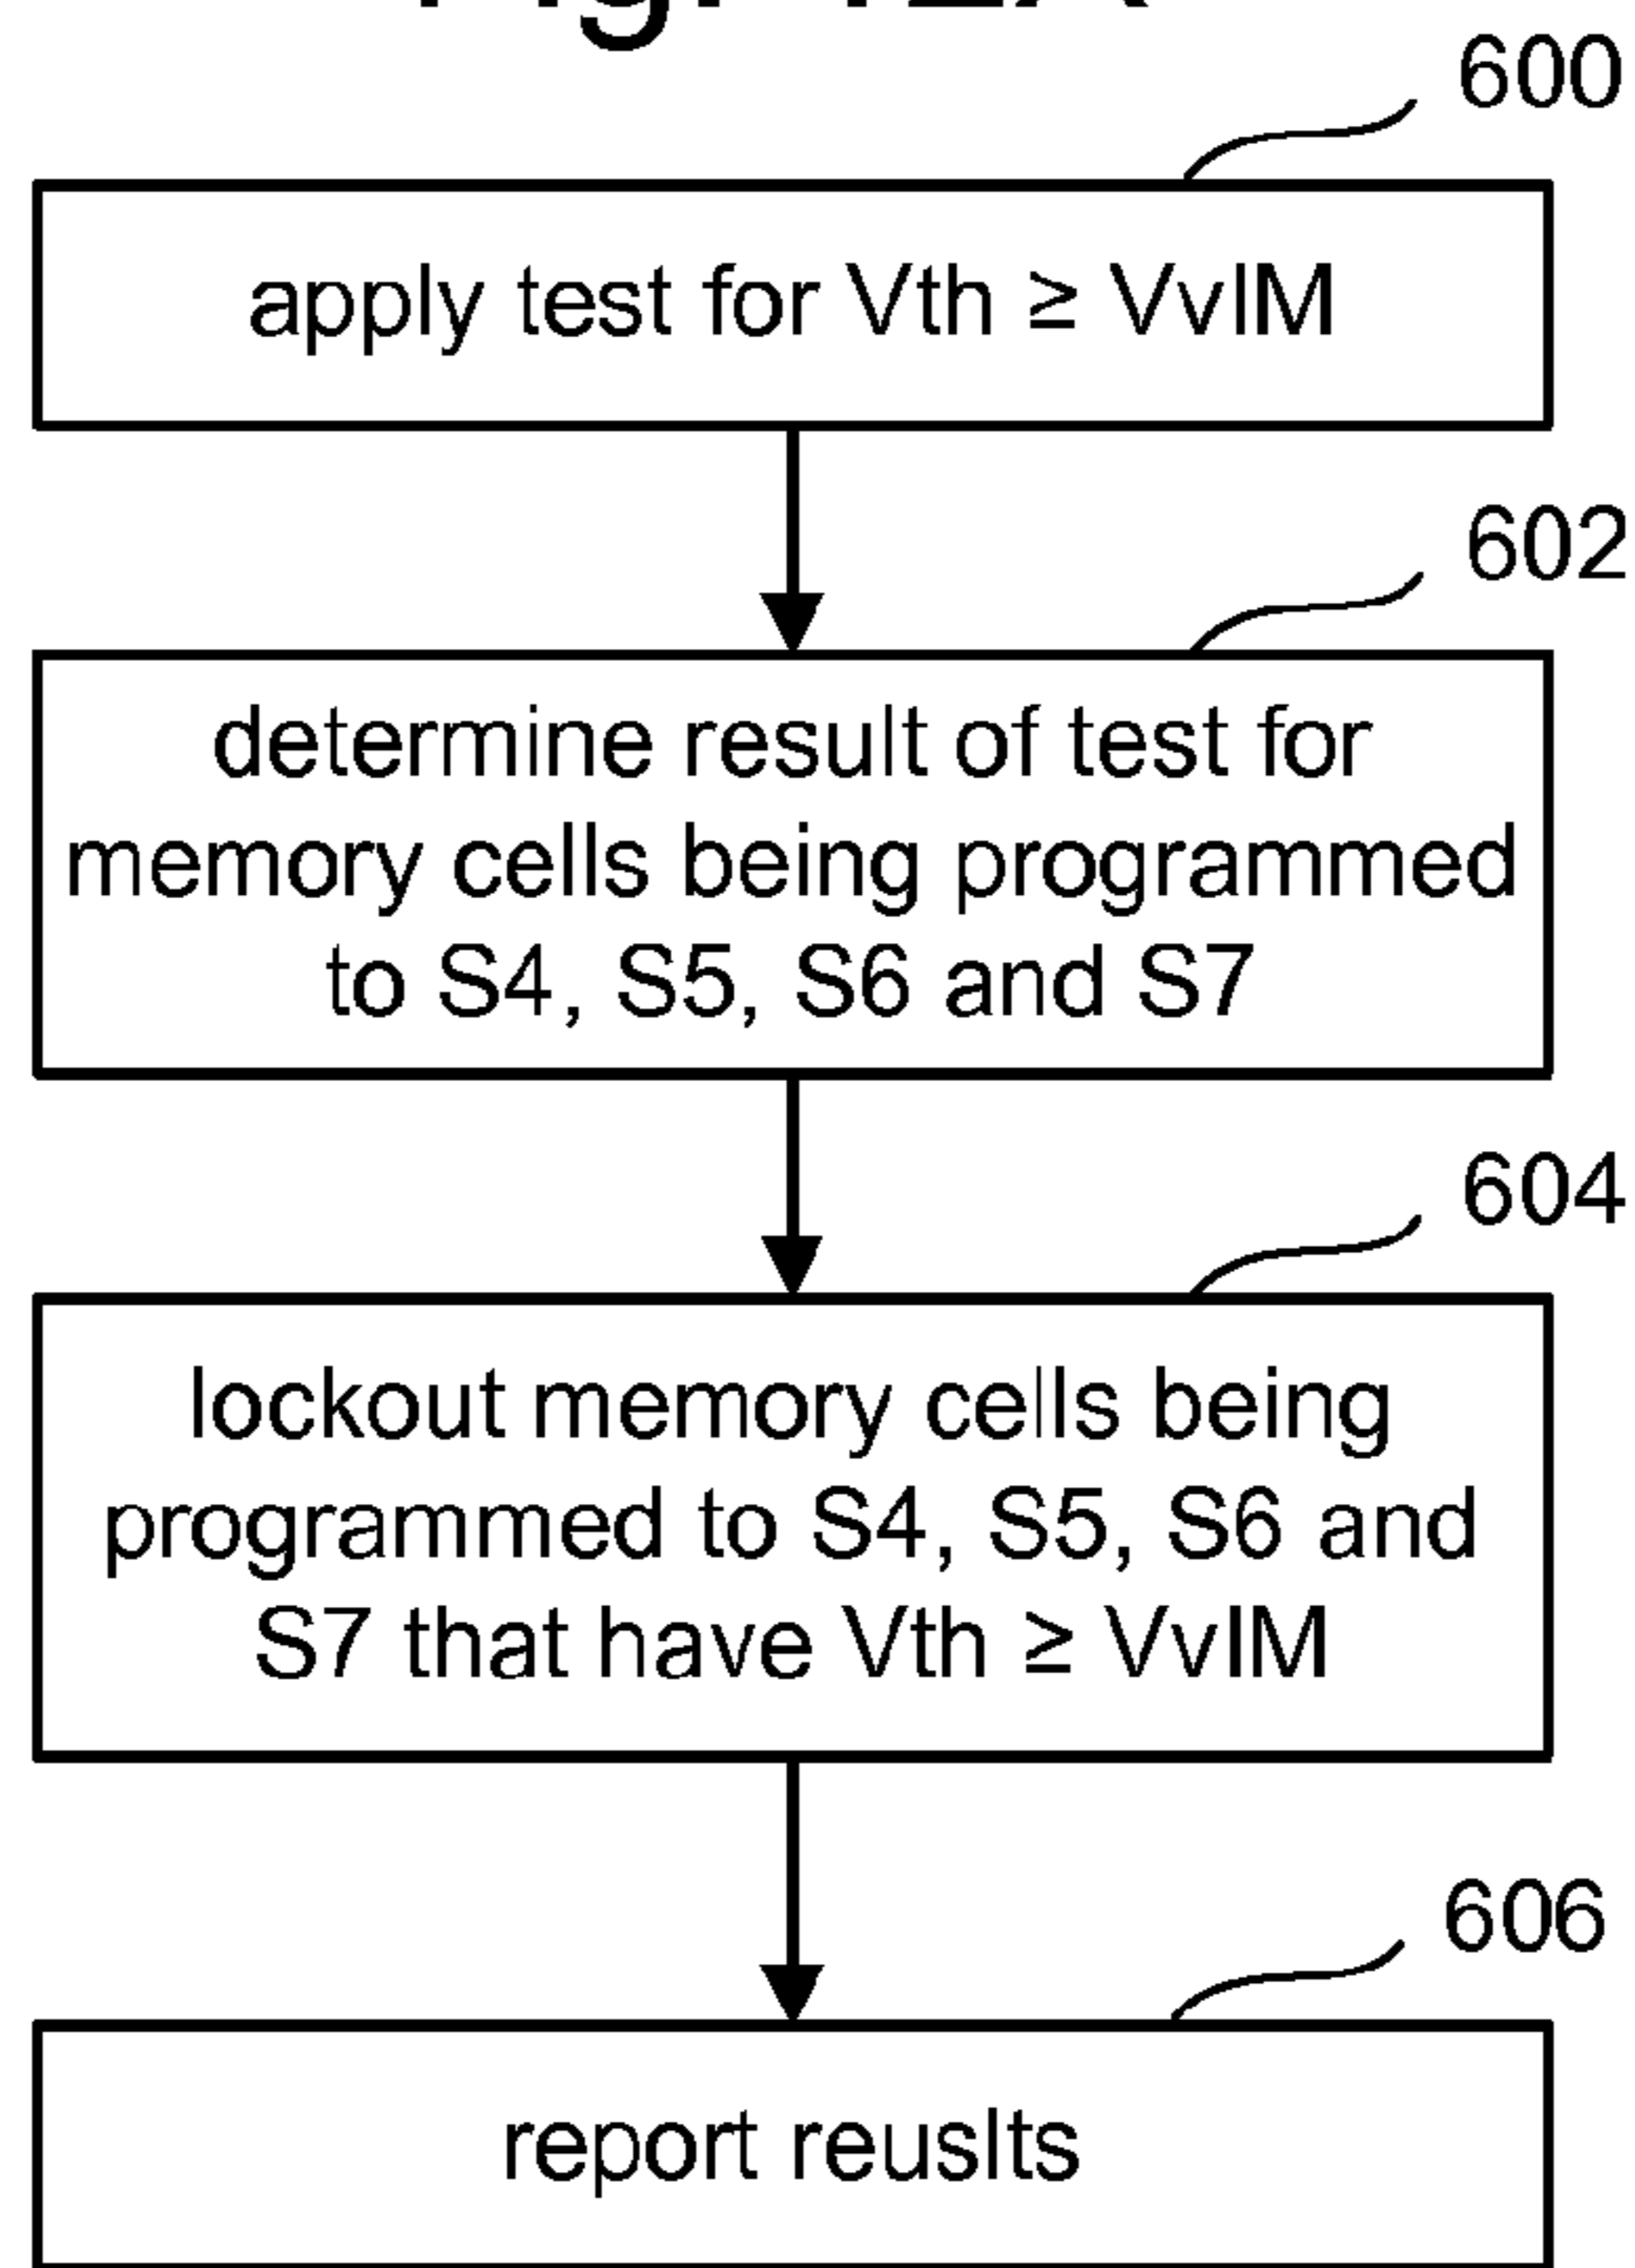 600
apply test for Vth ≥ VvIM
602
determine result of test for
memory cells being programmed
to S4, S5, S6 and S7
604
lockout memory cells being
programmed to S4, S5, S6 and
S7 that have Vth ≥ VvIM
606
report reuslts